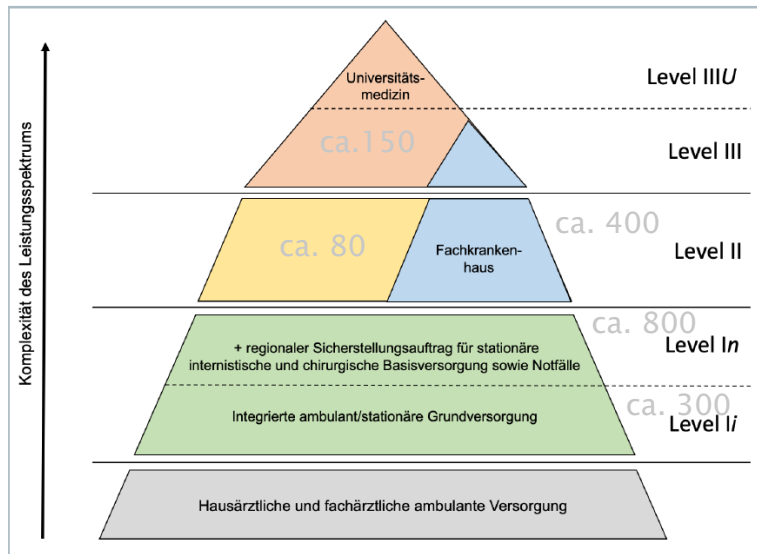 Komplexität des Leistungsspektrums
Universitäts-
medizin
Level IIIU
ca.150
Level III
ca. 400
ca. 80
Fachkranken-
haus
Level II
ca. 800
+ regionaler Sicherstellungsauftrag für stationäre
internistische und chirurgische Basisversorgung sowie Notfälle
Level In
ca. 300
Integrierte ambulant/stationäre Grundversorgung
Level Ii
Hausärztliche und fachärztliche ambulante Versorgung